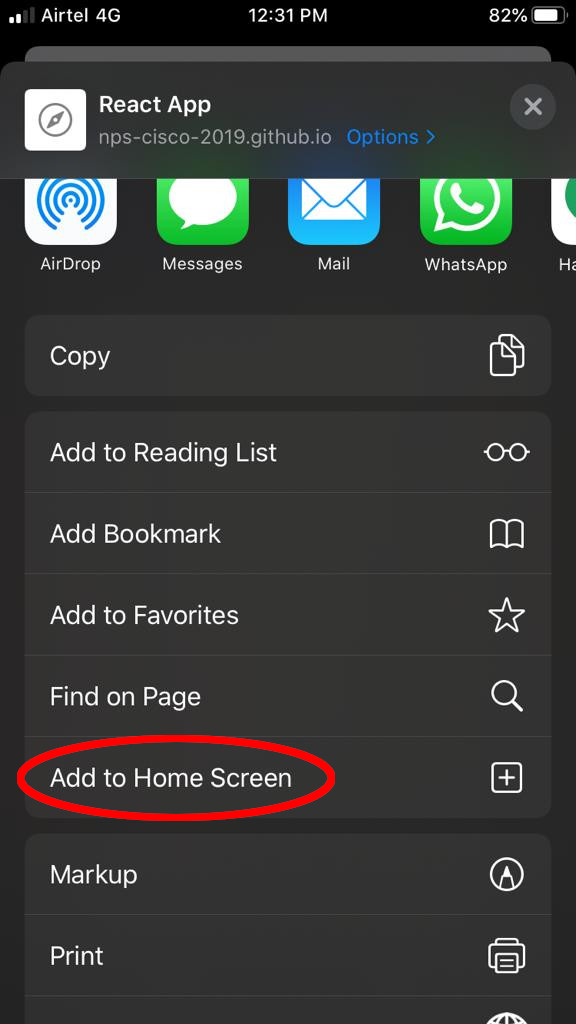 Airtel 4G
12:31 PM
82%
React App
nps-cisco-2019.github.io Options >
AirDrop
Messages
Mail
WhatsApp
Ha
Copy
Add to Reading List
Add Bookmark
Add to Favorites
Find on Page
Add to Home Screen
Markup
Print